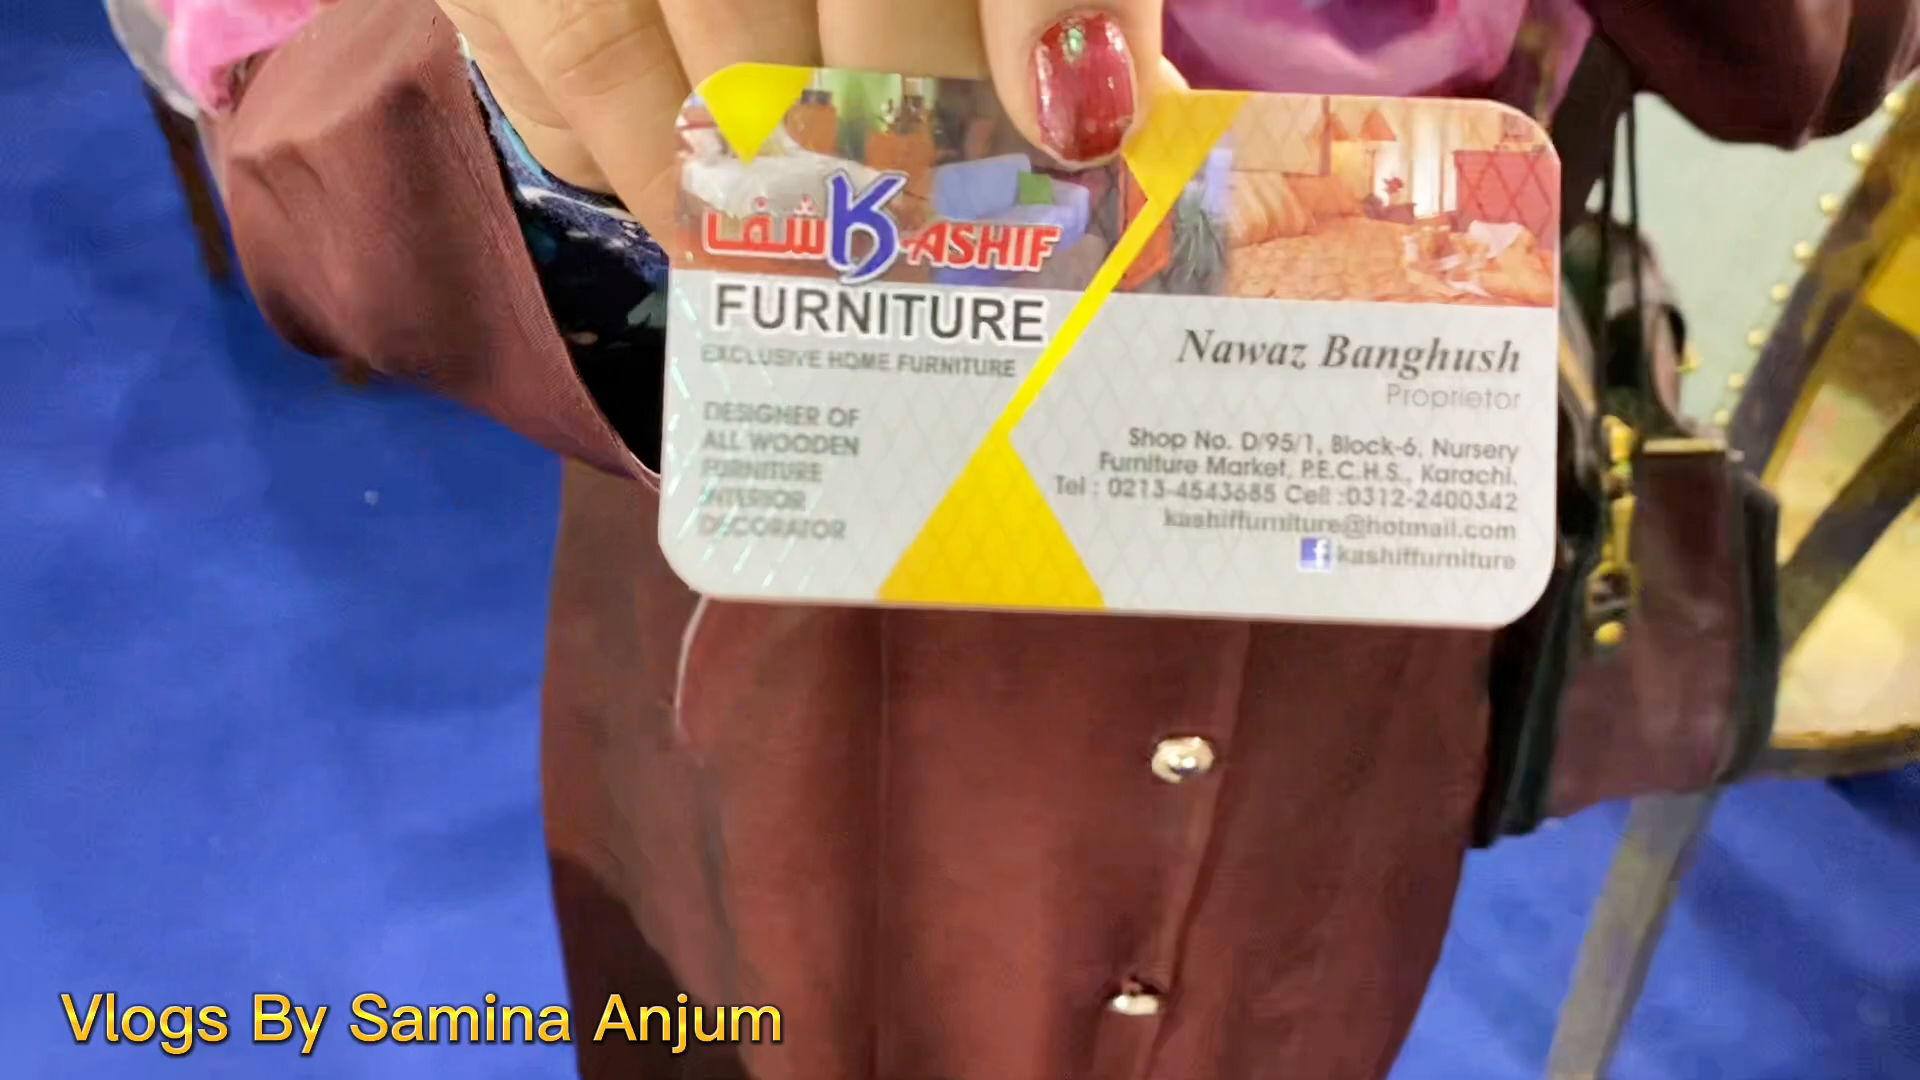 کاشف KASHIF
FURNITURE
EXCLUSIVE HOME FURNITURE
DESIGNER OF
ALL WOODEN
FURNITURE
INTERIOR
DECORATOR
Nawaz Banghush
Proprietor
Shop No. D/95/1, Block-6, Nursery
Furniture Market, P.E.C.H.S., Karachi.
Tel : 0213-4543685 Cell :0312-2400342
kashiffurniture@hotmail.com
kashiffurniture
Vlogs By Samina Anjum